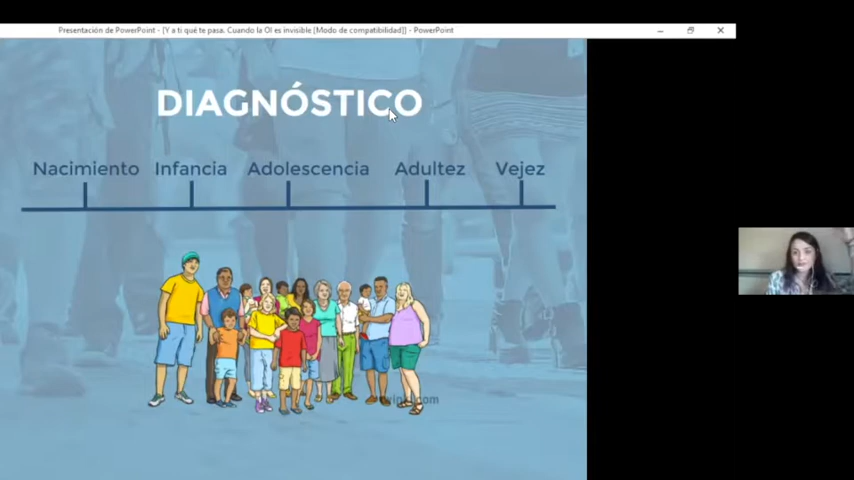 Presentación de PowerPoint - [Y a ti qué te pasa. Cuando la OI es invisible [Modo de compatibilidad]] - PowerPoint
DIAGNÓSTICO
Nacimiento Infancia Adolescencia Adultez Vejez